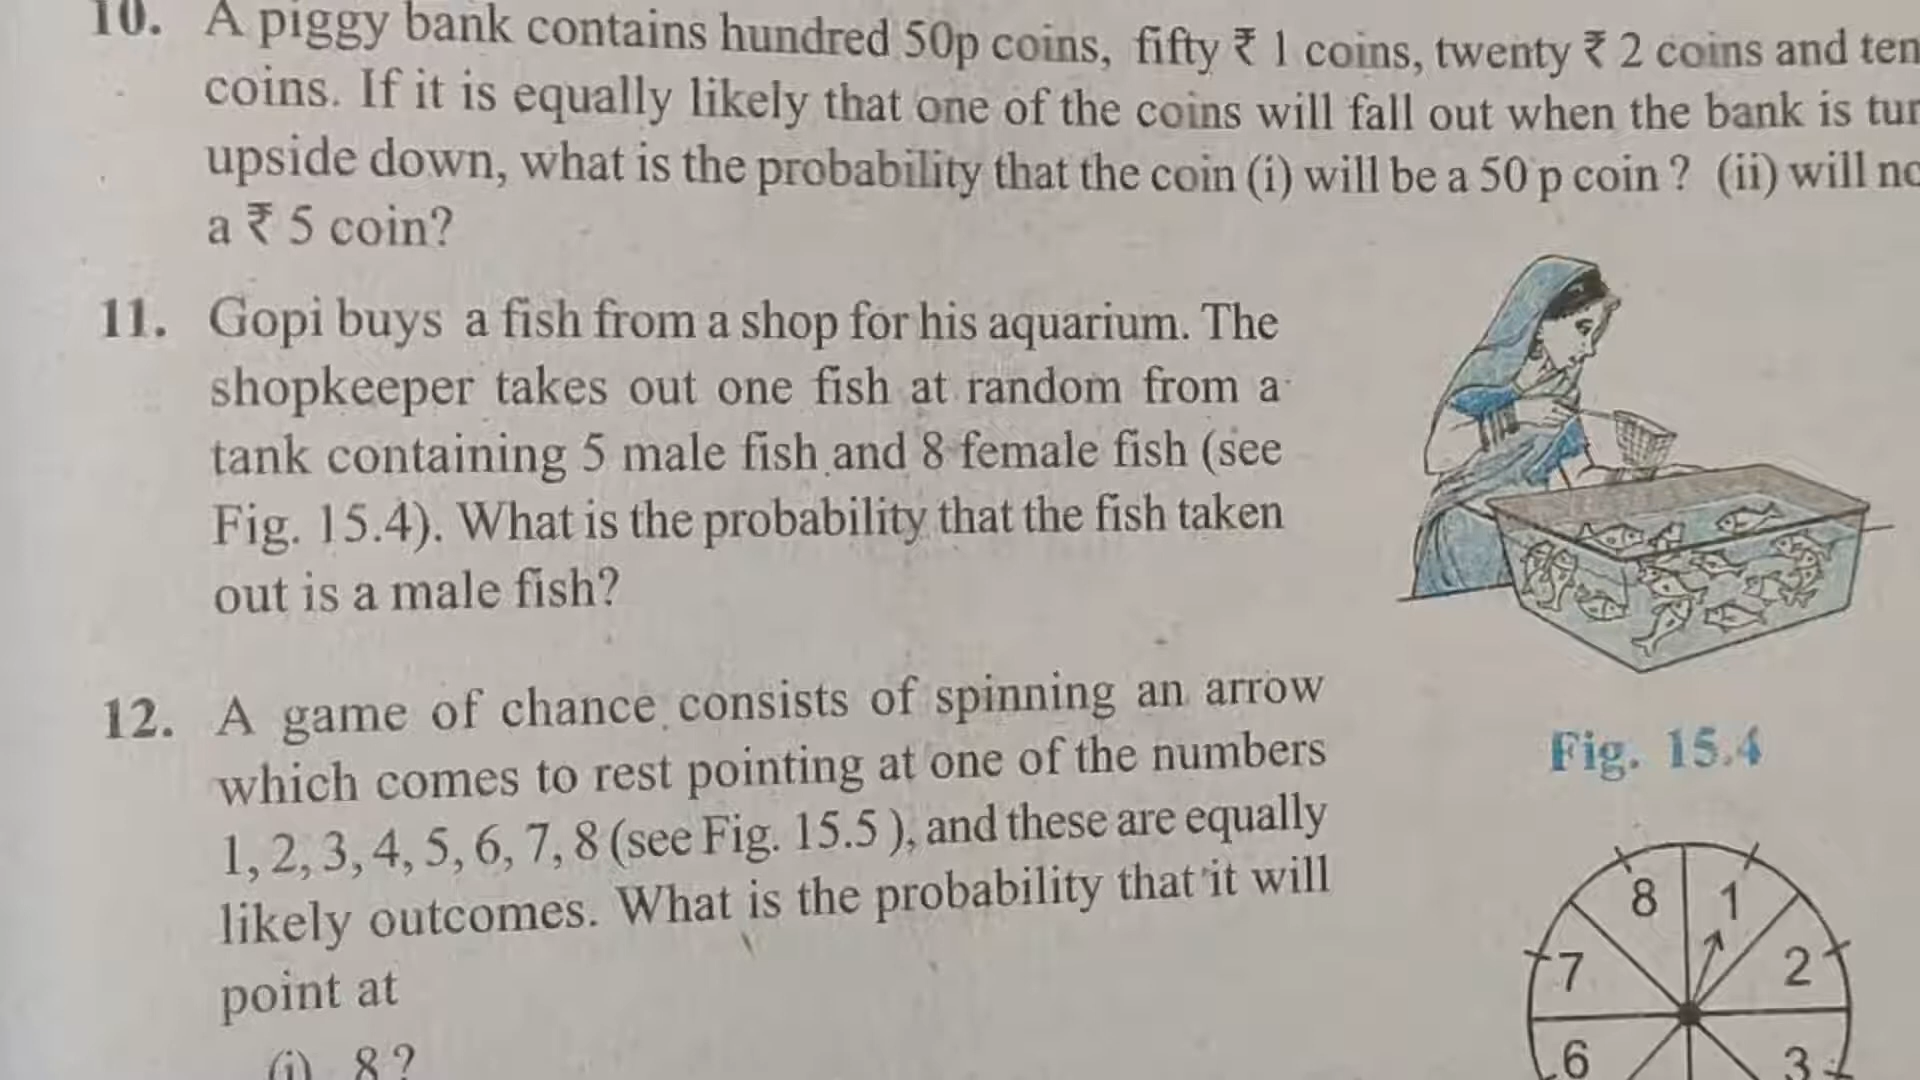 10. A piggy bank contains hundred 50p coins, fifty ₹ 1 coins, twenty ₹ 2 coins and ten
coins. If it is equally likely that one of the coins will fall out when the bank is tur
upside down, what is the probability that the coin (i) will be a 50 p coin ? (ii) will no
a ₹ 5 coin?
11. Gopi buys a fish from a shop for his aquarium. The
shopkeeper takes out one fish at random from a
tank containing 5 male fish and 8 female fish (see
Fig. 15.4). What is the probability that the fish taken
out is a male fish?
Fig. 15.4
12. A game of chance consists of spinning an arrow
which comes to rest pointing at one of the numbers
1, 2, 3, 4, 5, 6, 7, 8 (see Fig. 15.5 ), and these are equally
likely outcomes. What is the probability that it will
point at
(i) 8 ?
8 1
7 2
6 3